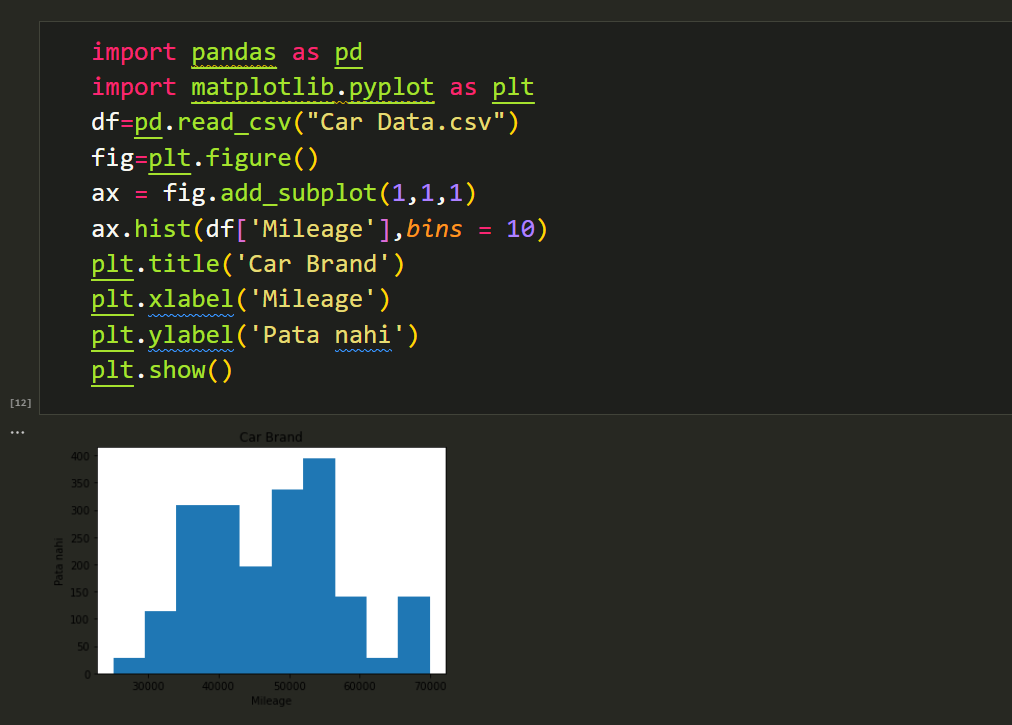 import pandas as pd
import matplotlib.pyplot as plt
df=pd.read_csv("Car Data.csv")
fig=plt.figure()
ax = fig.add_subplot(1,1,1)
ax.hist(df['Mileage'],bins = 10)
plt.title('Car Brand')
plt.xlabel('Mileage')
plt.ylabel('Pata nahi')
plt.show()
[12]
...
Car Brand
400
350
300
250
200
150
100
50
0
Pata nahi
30000 40000 50000 60000 70000
Mileage